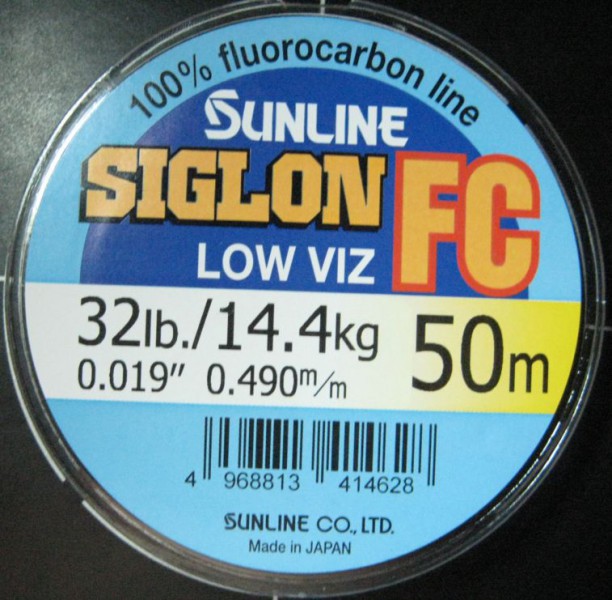 100% fluorocarbon line
SUNLINE
SIGLON FC
LOW VIZ
32lb./14.4kg 50m
0.019" 0.490m/m
4 968813 414628
SUNLINE CO., LTD.
Made in JAPAN